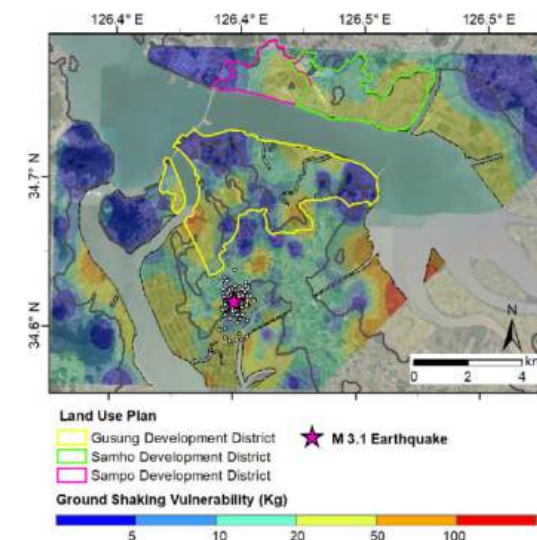 126.4° E 126.4° E 126.5° E 126.5° E
34.7° N
34.6° N
N
km
0 2 4
Land Use Plan
Gusung Development District
M 3.1 Earthquake
Samho Development District
Sampo Development District
Ground Shaking Vulnerability (Kg)
5 10 20 50 100